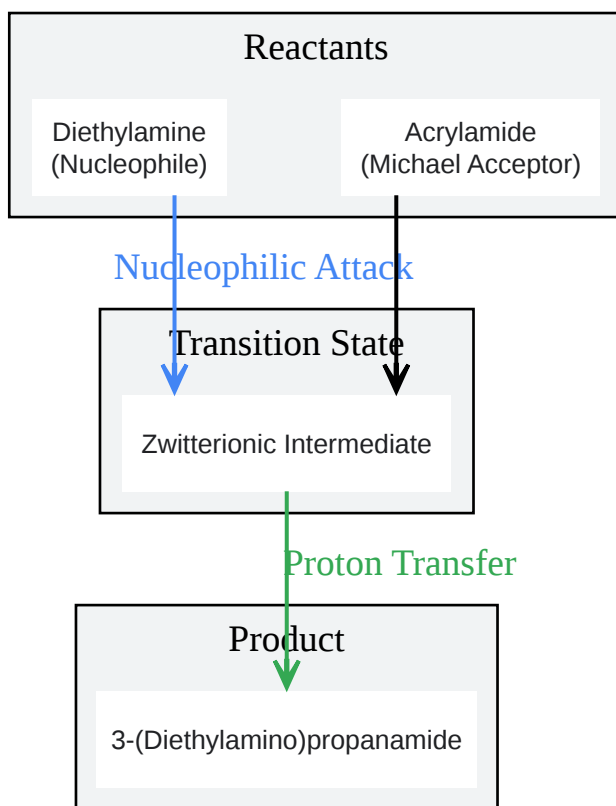 Reactants
Diethylamine
(Nucleophile)
Acrylamide
(Michael Acceptor)
Nucleophilic Attack
Transition State
Zwitterionic Intermediate
Proton Transfer
Product
3-(Diethylamino)propanamide